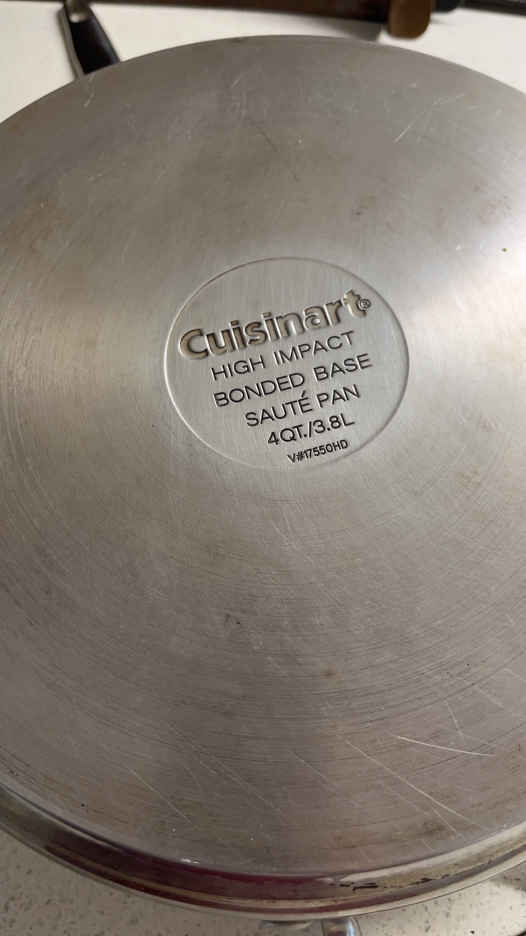 Cuisinart®
HIGH IMPACT
BONDED BASE
SAUTÉ PAN
4QT./3.8L
V#17550HD